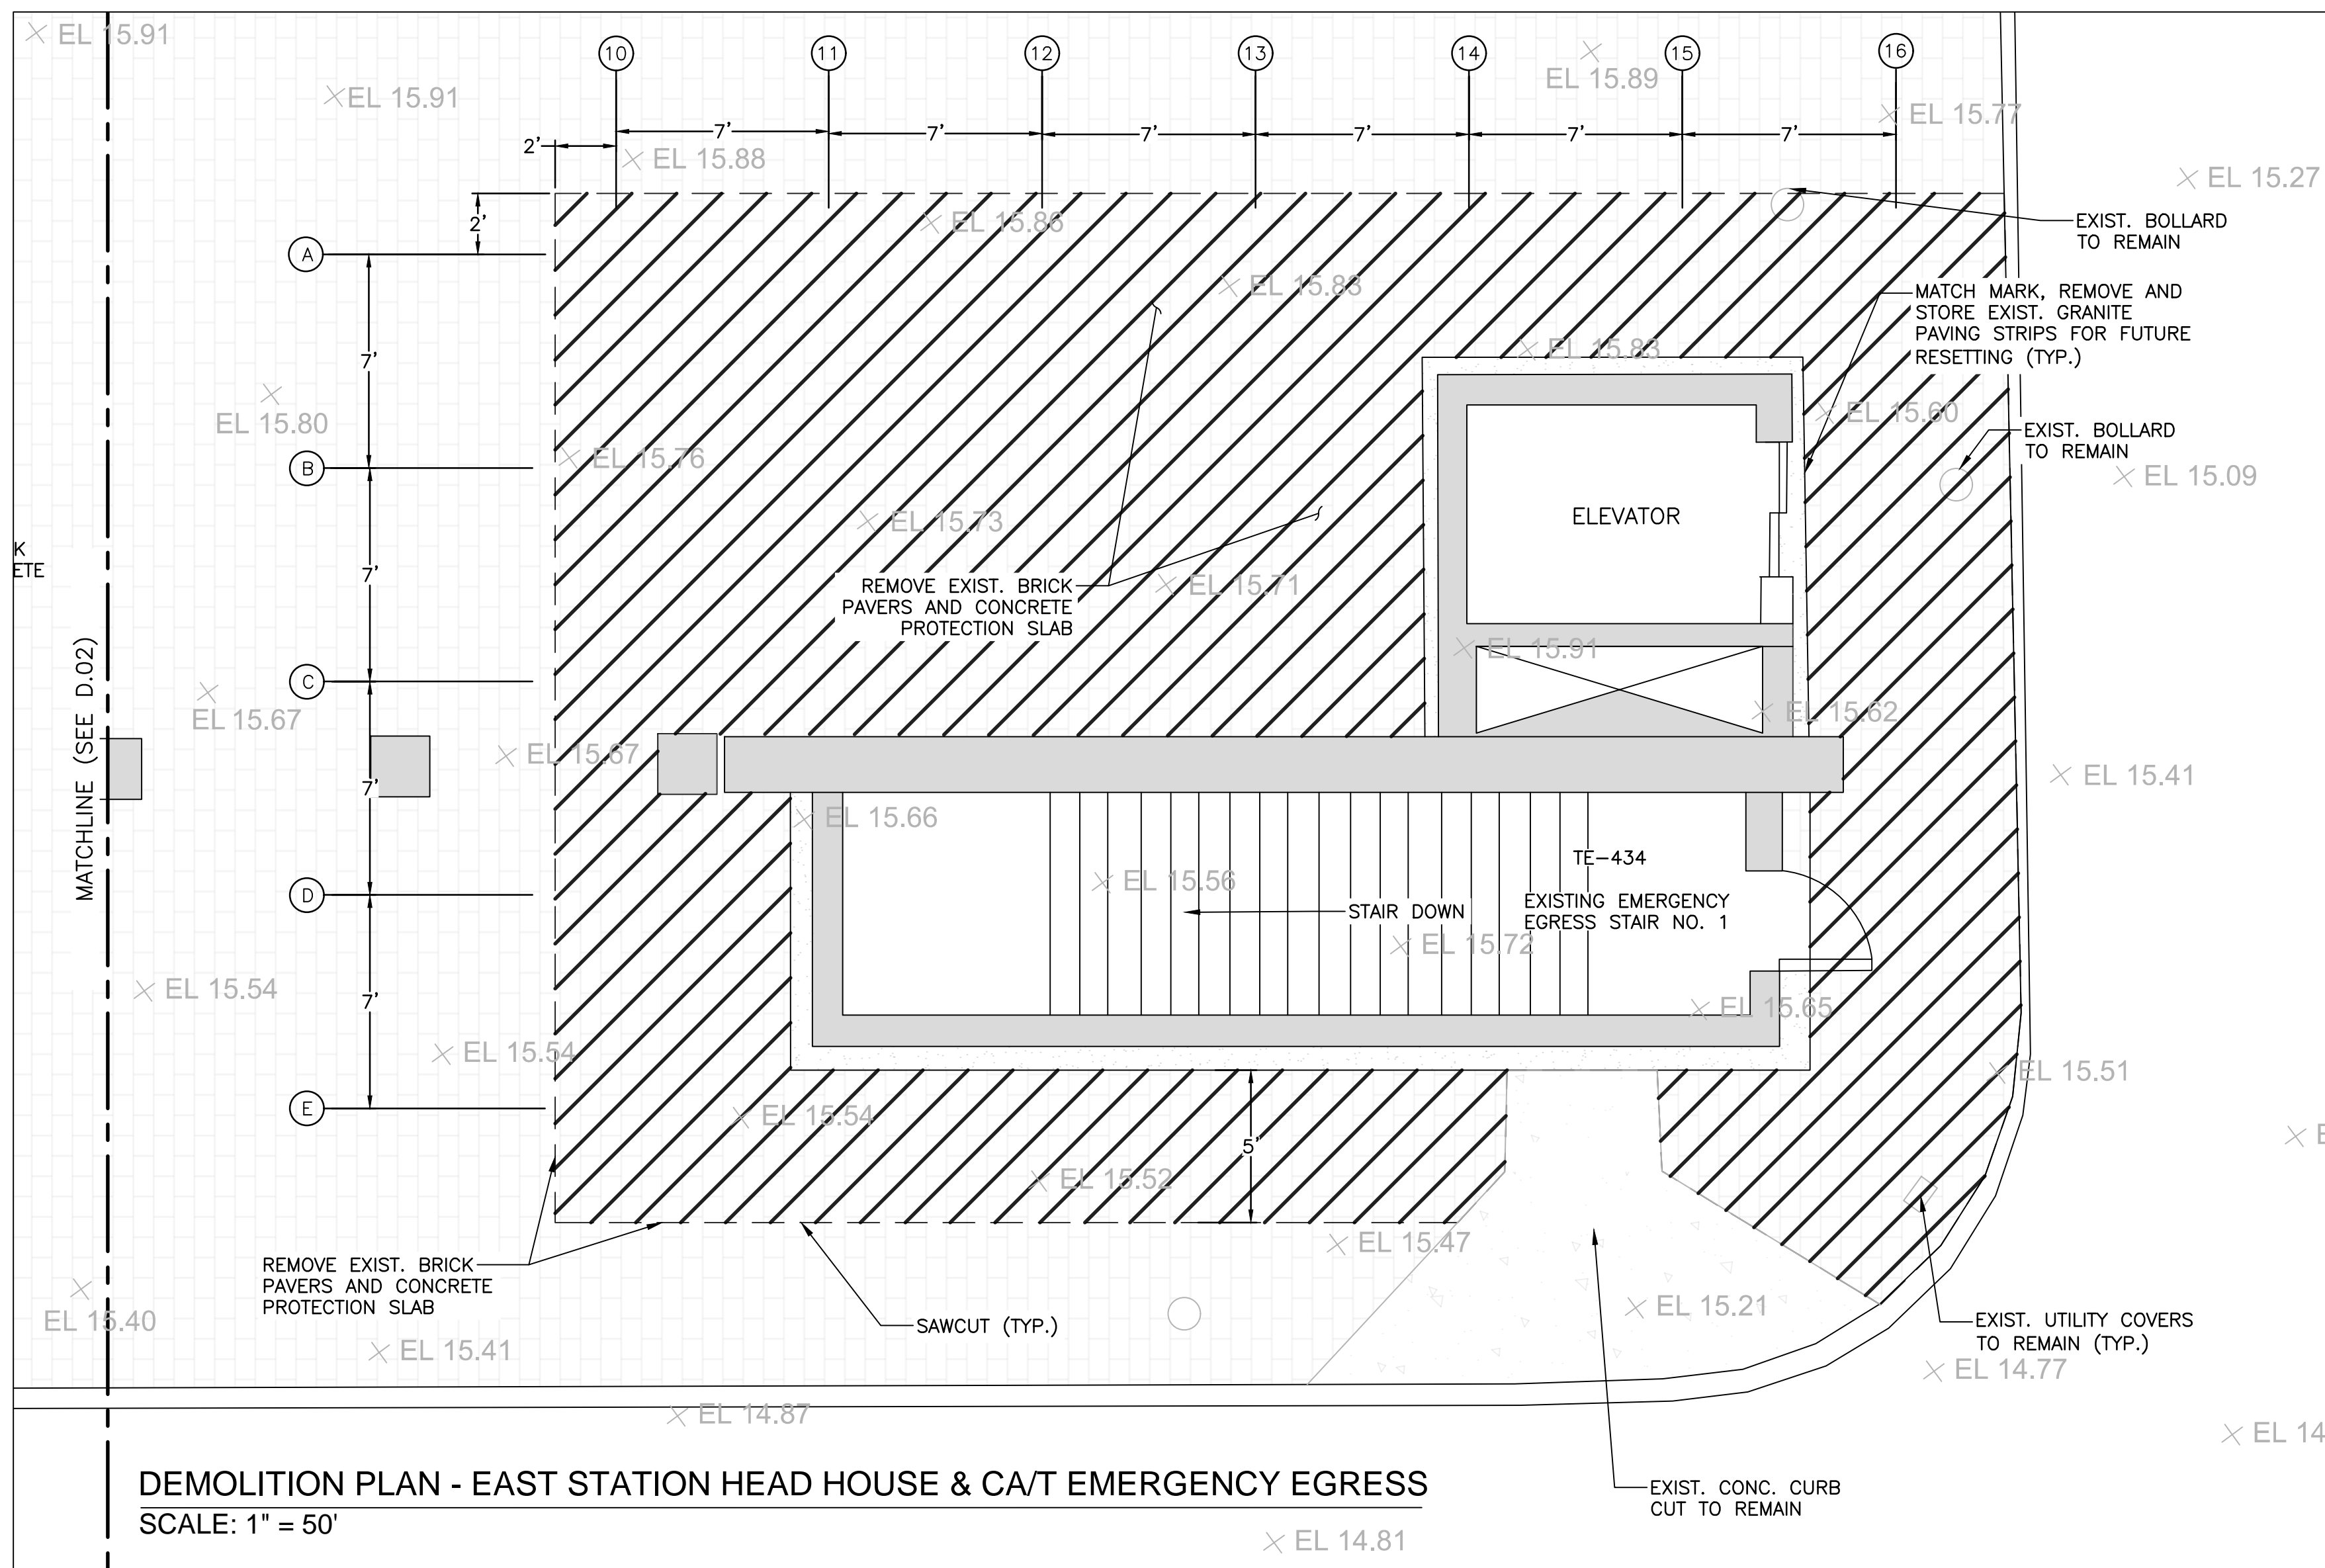 EL 15.91
10
11
12
13
14
15
16
EL 15.89
EL 15.91
EL 15.77
7'
7'
7'
7'
7'
7'
2'
EL 15.88
EL 15.27
2'
EL 15.86
EXIST. BOLLARD
TO REMAIN
A
EL 15.83
MATCH MARK, REMOVE AND
STORE EXIST. GRANITE
PAVING STRIPS FOR FUTURE
RESETTING (TYP.)
7'
EL 15.83
EL 15.80
EL 15.60
EXIST. BOLLARD
TO REMAIN
B
EL 15.76
EL 15.09
EL 15.73
ELEVATOR
K
ETE
7'
REMOVE EXIST. BRICK
PAVERS AND CONCRETE
PROTECTION SLAB
EL 15.71
EL 15.91
C
EL 15.67
EL 15.62
MATCHLINE (SEE D.02)
EL 15.67
EL 15.41
7'
EL 15.66
TE-434
EL 15.56
D
STAIR DOWN
EXISTING EMERGENCY
EGRESS STAIR NO. 1
EL 15.72
EL 15.54
7'
EL 15.65
EL 15.54
EL 15.51
E
EL 15.54
5'
E
EL 15.52
EL 15.47
REMOVE EXIST. BRICK
PAVERS AND CONCRETE
PROTECTION SLAB
EL 15.40
SAWCUT (TYP.)
EL 15.21
EXIST. UTILITY COVERS
TO REMAIN (TYP.)
EL 15.41
EL 14.77
EL 14.87
EL 14
DEMOLITION PLAN - EAST STATION HEAD HOUSE & CA/T EMERGENCY EGRESS
SCALE: 1" = 50'
EXIST. CONC. CURB
CUT TO REMAIN
EL 14.81